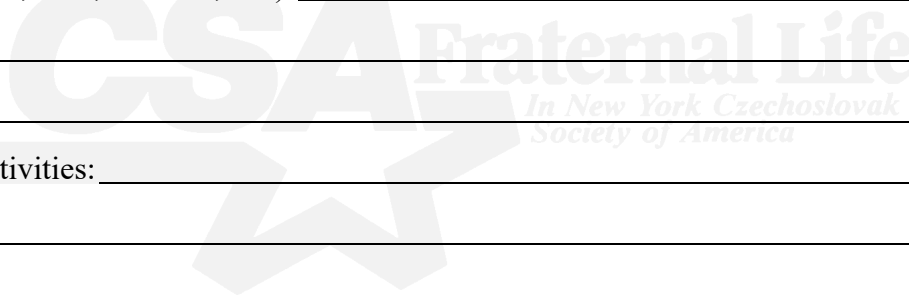 CSA Fraternal Life
In New York Czechoslovak
Society of America
tivities: